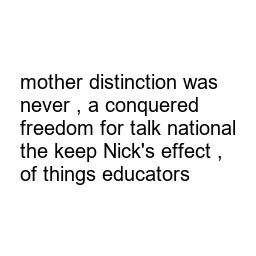 mother distinction was
never , a conquered
freedom for talk national
the keep Nick's effect ,
of things educators